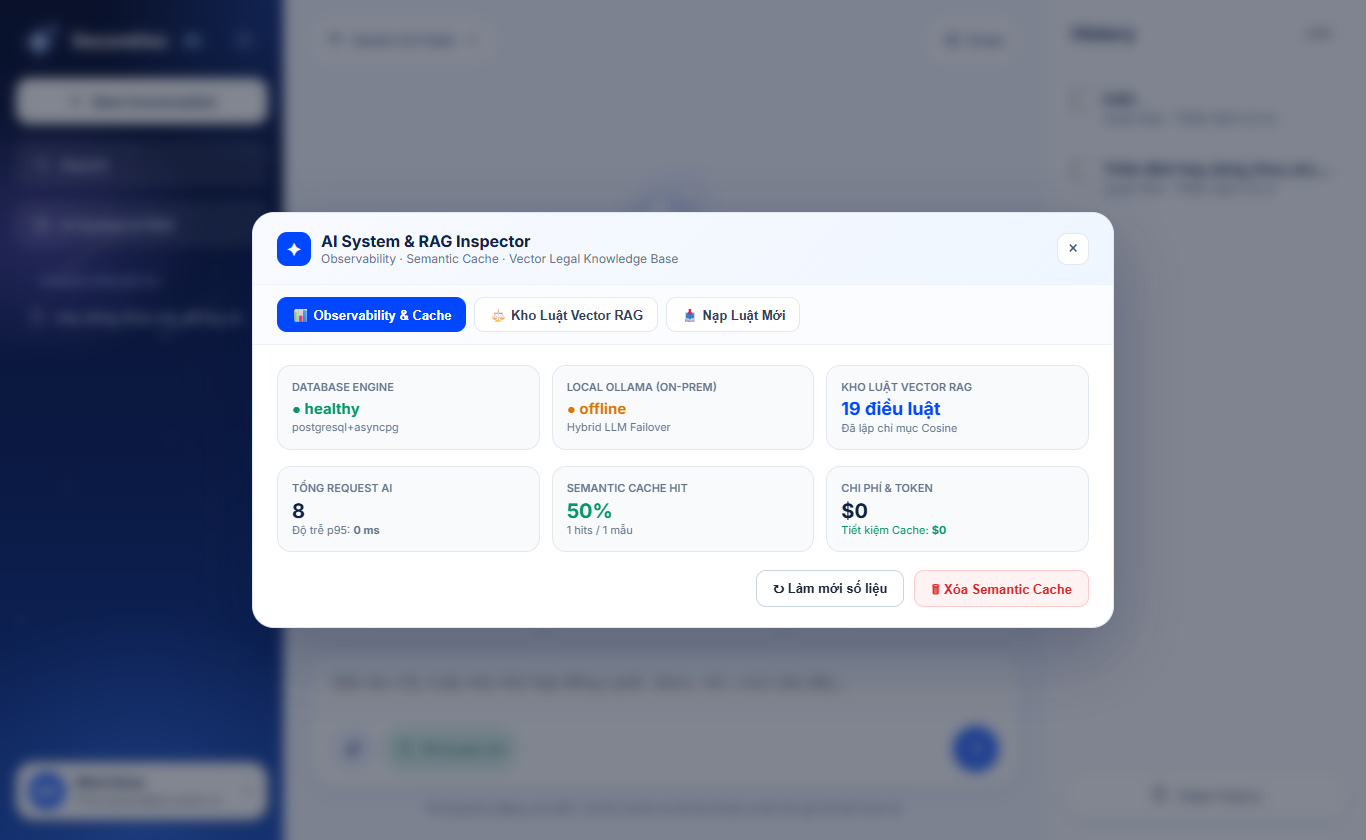 AI System & RAG Inspector
Observability · Semantic Cache · Vector Legal Knowledge Base
×
📊 Observability & Cache
⚖️ Kho Luật Vector RAG
📥 Nạp Luật Mới
DATABASE ENGINE
● healthy
postgresql+asyncpg
LOCAL OLLAMA (ON-PREM)
● offline
Hybrid LLM Failover
KHO LUẬT VECTOR RAG
19 điều luật
Đã lập chỉ mục Cosine
TỔNG REQUEST AI
8
Độ trễ p95: 0 ms
SEMANTIC CACHE HIT
50%
1 hits / 1 mẫu
CHI PHÍ & TOKEN
$0
Tiết kiệm Cache: $0
↻ Làm mới số liệu
Xóa Semantic Cache